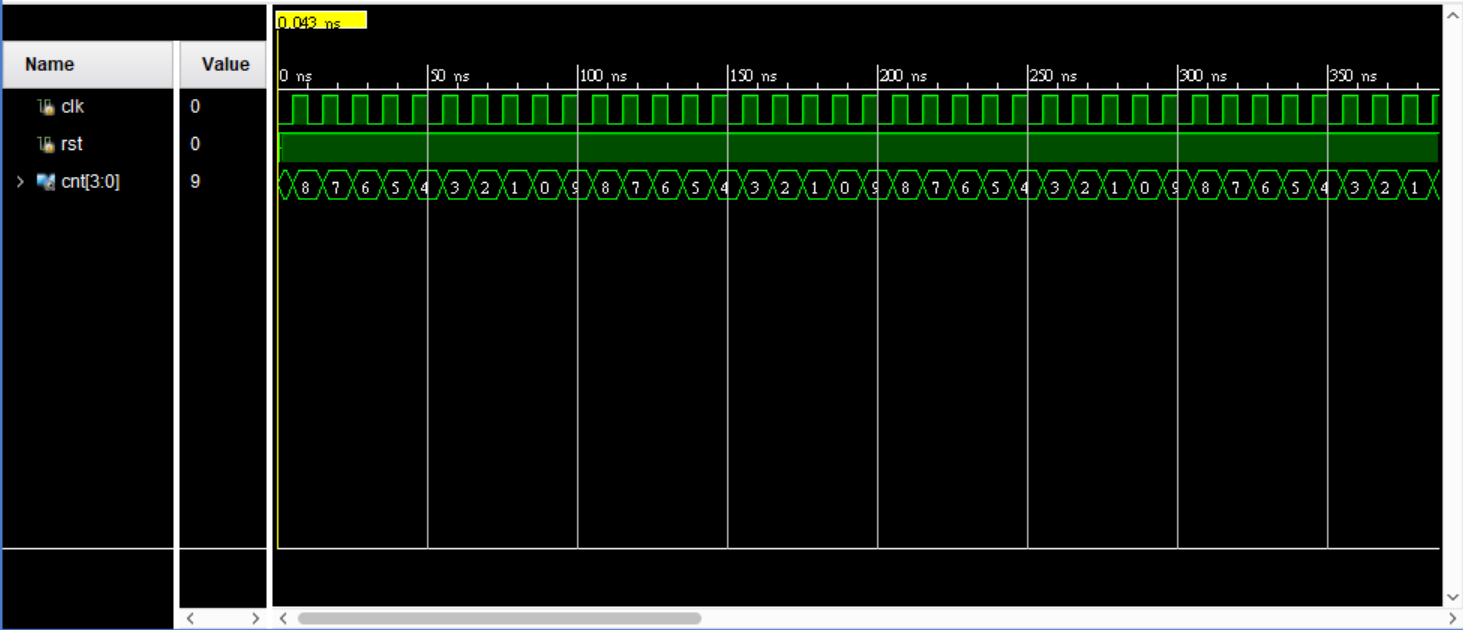 0.043 ns
Name Value
0 ns 50 ns 100 ns 150 ns 200 ns 250 ns 300 ns 350 ns
clk 0
rst 0
cnt[3:0] 9 8 7 6 5 4 3 2 1 0 9 8 7 6 5 4 3 2 1 0 9 8 7 6 5 4 3 2 1 0 9 8 7 6 5 4 3 2 1